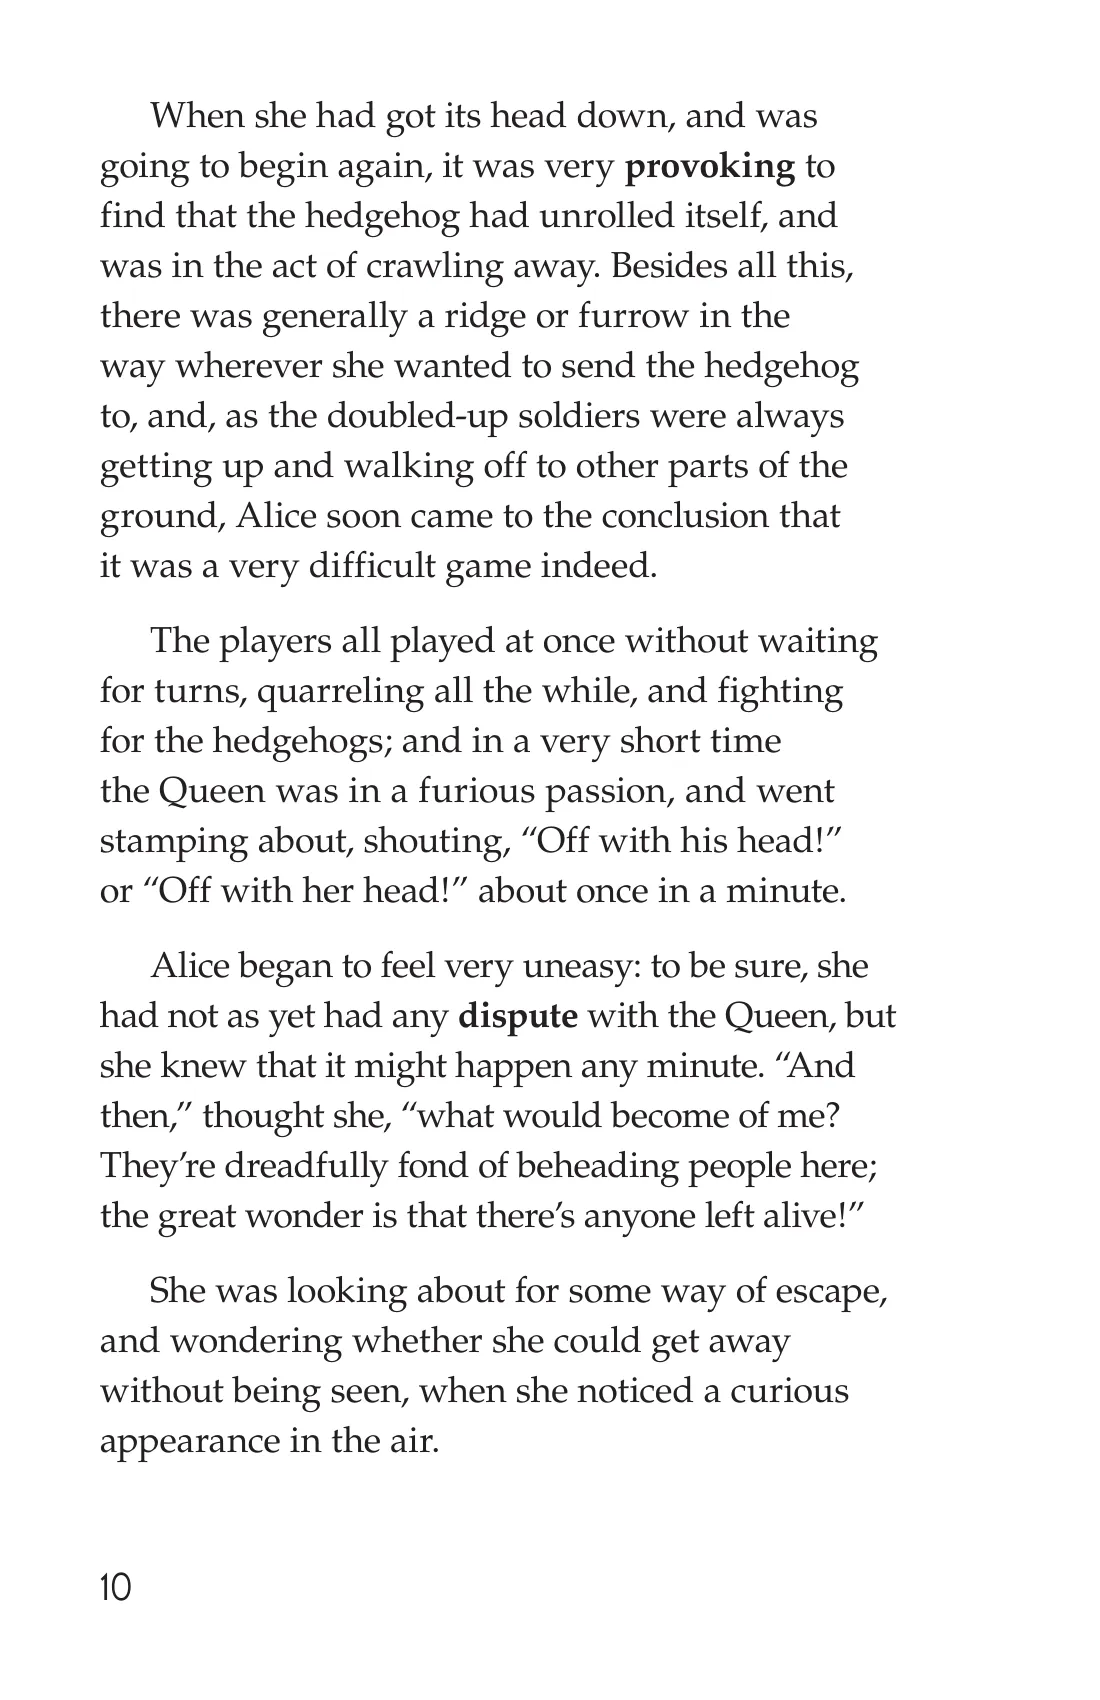 When she had got its head down, and was
going to begin again, it was very provoking to
find that the hedgehog had unrolled itself, and
was in the act of crawling away. Besides all this,
there was generally a ridge or furrow in the
way wherever she wanted to send the hedgehog
to, and, as the doubled-up soldiers were always
getting up and walking off to other parts of the
ground, Alice soon came to the conclusion that
it was a very difficult game indeed.
The players all played at once without waiting
for turns, quarreling all the while, and fighting
for the hedgehogs; and in a very short time
the Queen was in a furious passion, and went
stamping about, shouting, “Off with his head!”
or “Off with her head!” about once in a minute.
Alice began to feel very uneasy: to be sure, she
had not as yet had any dispute with the Queen, but
she knew that it might happen any minute. “And
then,” thought she, “what would become of me?
They’re dreadfully fond of beheading people here;
the great wonder is that there’s anyone left alive!”
She was looking about for some way of escape,
and wondering whether she could get away
without being seen, when she noticed a curious
appearance in the air.
10